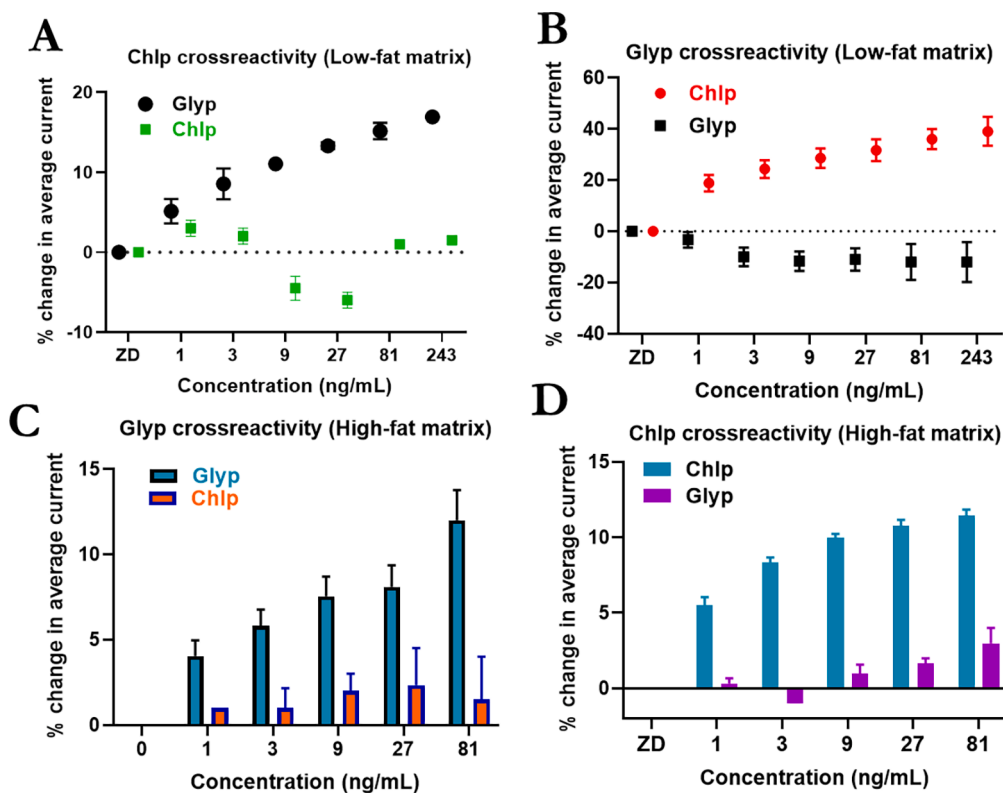 A
Chlp crossreactivity (Low-fat matrix)
% change in average current
20
10
0
-10
Glyp
Chlp
ZD 1 3 9 27 81 243
Concentration (ng/mL)
B
Glyp crossreactivity (Low-fat matrix)
% change in average current
60
40
20
0
-20
-40
Chlp
Glyp
ZD 1 3 9 27 81 243
Concentration (ng/mL)
C
Glyp crossreactivity (High-fat matrix)
% change in average current
15
10
5
0
Glyp
Chlp
0 1 3 9 27 81
Concentration (ng/mL)
D
Chlp crossreactivity (High-fat matrix)
% change in average current
15
10
5
0
Chlp
Glyp
ZD 1 3 9 27 81
Concentration (ng/mL)